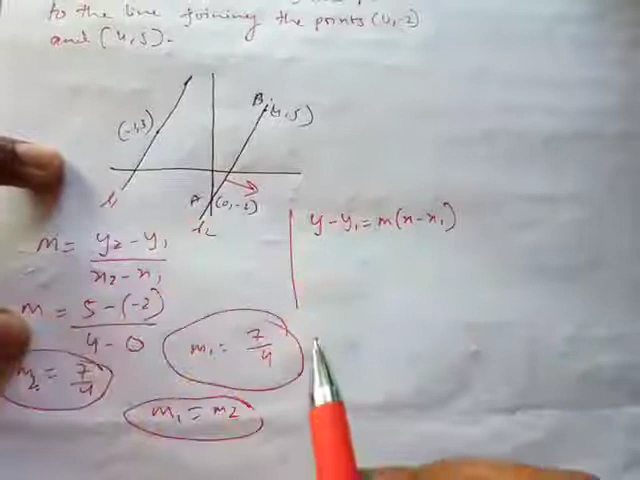 to the line joining the points (0,-2)
and (4,5).
(-1,3)
B (4,5)
A (0,-2)
l1
l2
m = y2 - y1 / x2 - x1
m = 5-(-2) / 4-0
m2 = 7/4
m1 = 7/4
m1 = m2
y-y1 = m(x-x1)